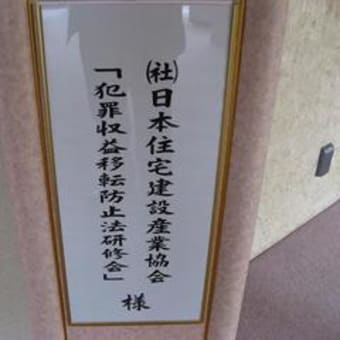 ㈳日本住宅建設産業協会
「犯罪収益移転防止法研修会」
様